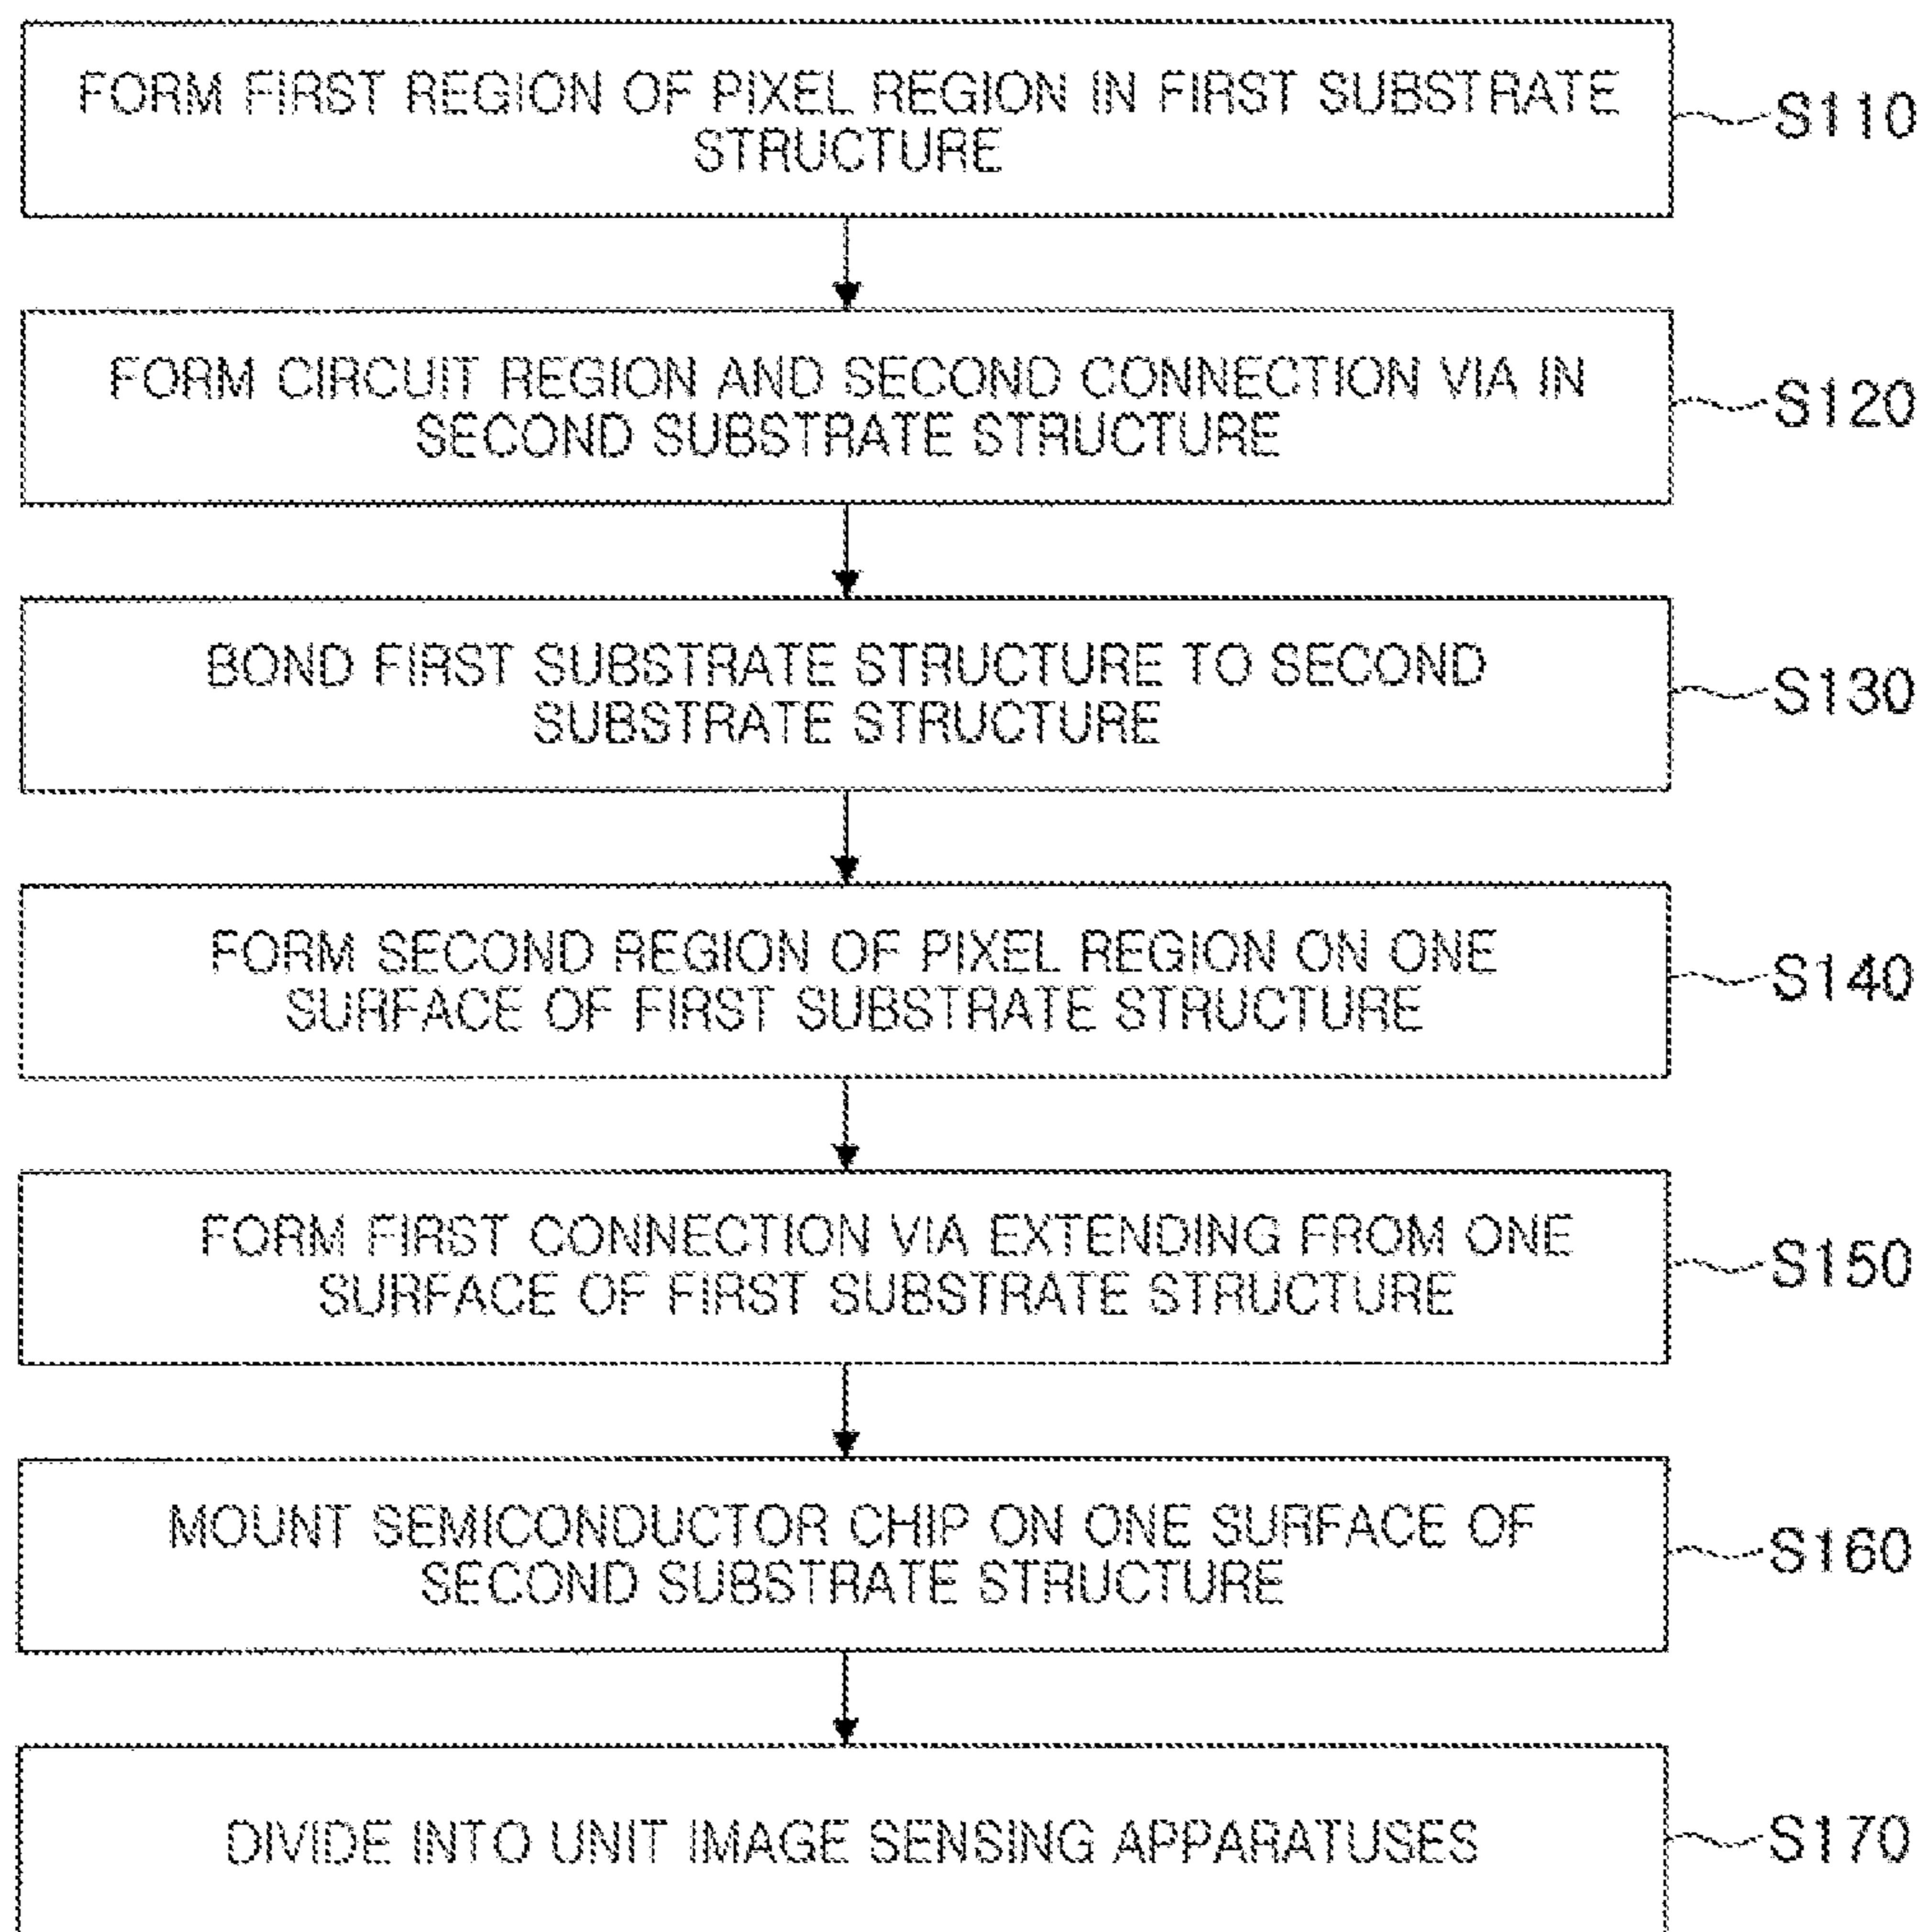 FORM FIRST REGION OF PIXEL REGION IN FIRST SUBSTRATE
STRUCTURE
S110
FORM CIRCUIT REGION AND SECOND CONNECTION VIA IN
SECOND SUBSTRATE STRUCTURE
S120
BOND FIRST SUBSTRATE STRUCTURE TO SECOND
SUBSTRATE STRUCTURE
S130
FORM SECOND REGION OF PIXEL REGION ON ONE
SURFACE OF FIRST SUBSTRATE STRUCTURE
S140
FORM FIRST CONNECTION VIA EXTENDING FROM ONE
SURFACE OF FIRST SUBSTRATE STRUCTURE
S150
MOUNT SEMICONDUCTOR CHIP ON ONE SURFACE OF
SECOND SUBSTRATE STRUCTURE
S160
DIVIDE INTO UNIT IMAGE SENSING APPARATUSES
S170